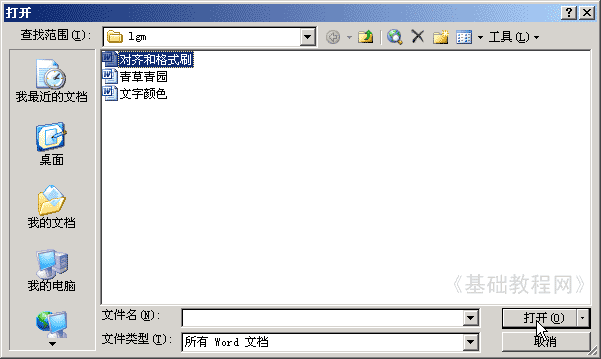 打开
查找范围(I):
lgm
工具(L)
对齐和格式刷
青草青园
文字颜色
我最近的文档
桌面
我的文档
我的电脑
《基础教程网》
文件名(N):
打开(O)
文件类型(T):
所有 Word 文档
取消